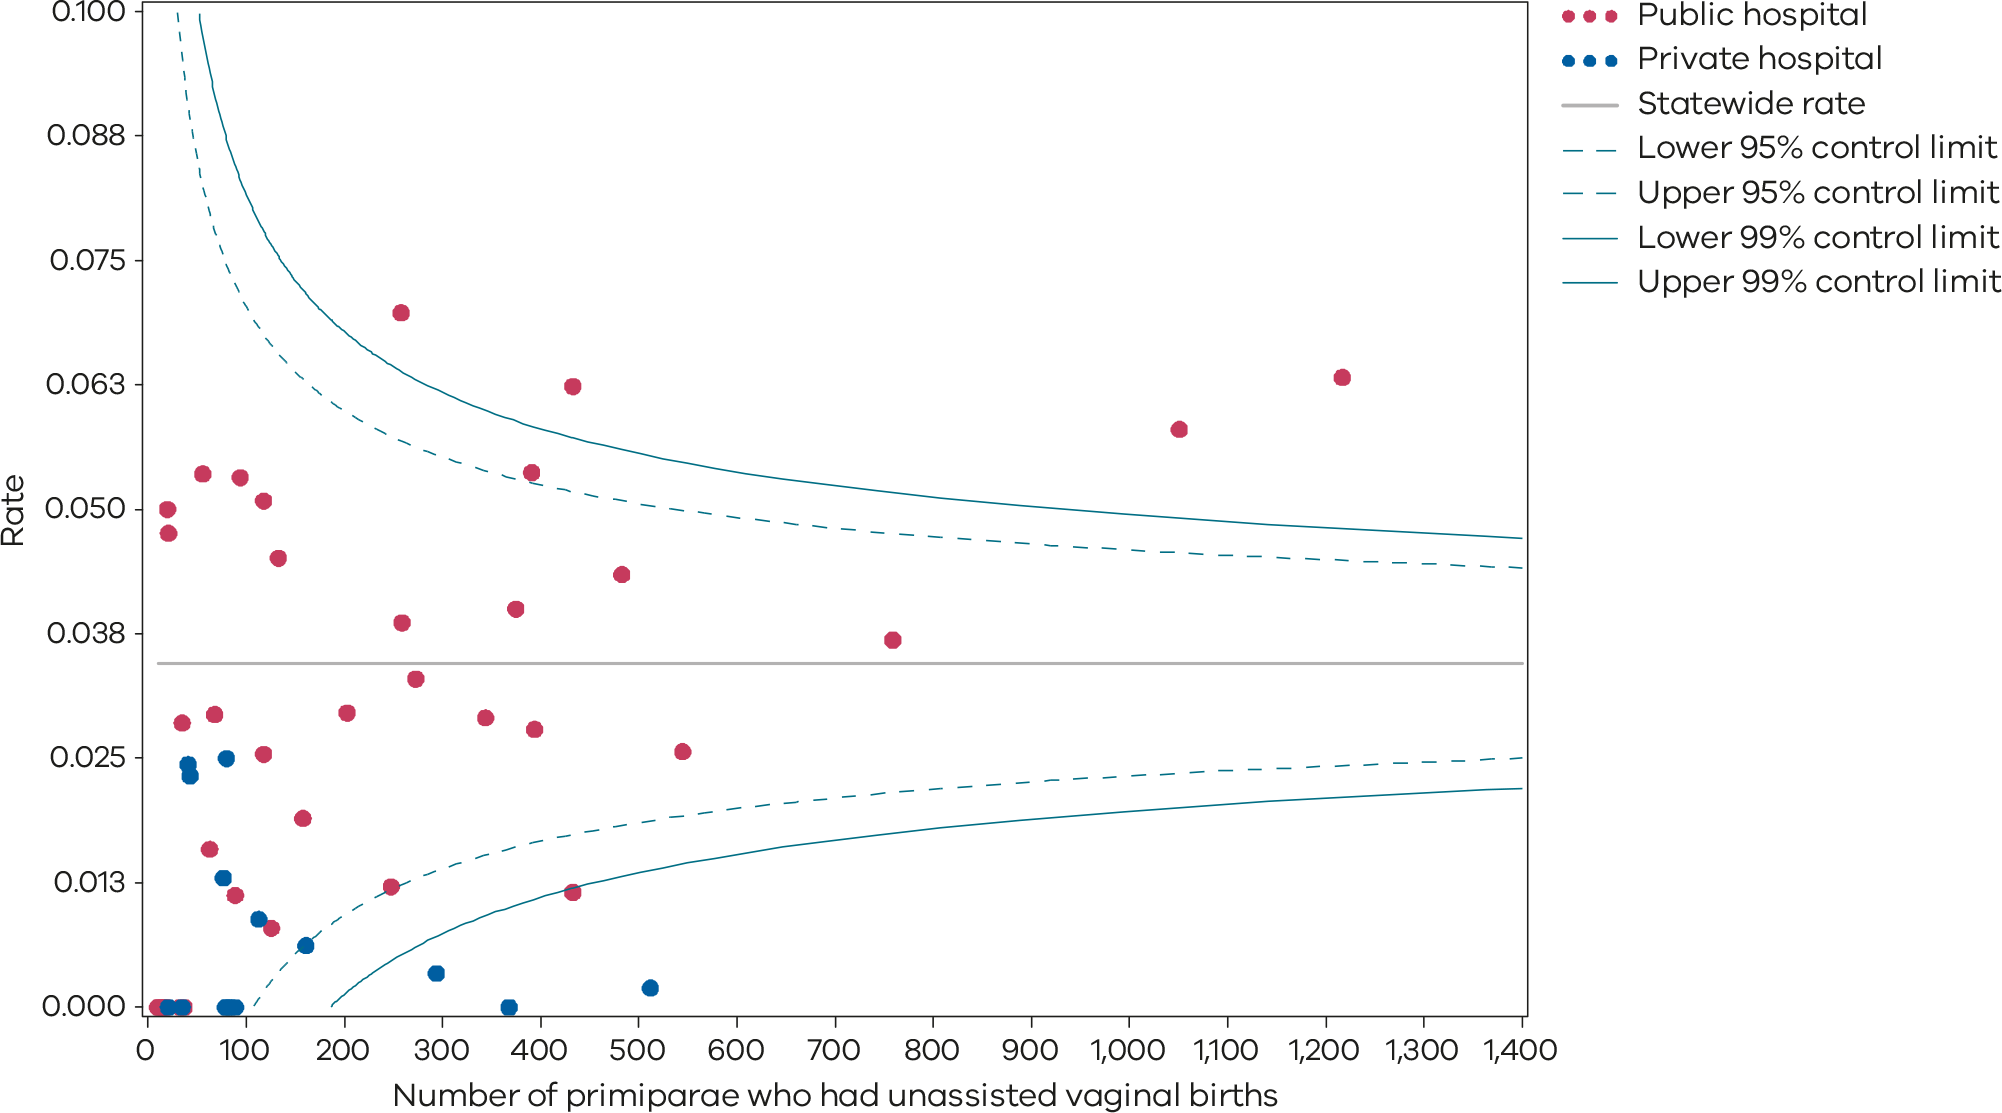 0.100
0.088
0.075
0.063
0.050
0.038
0.025
0.013
0.000
Rate
0 100 200 300 400 500 600 700 800 900 1,000 1,100 1,200 1,300 1,400
Number of primiparae who had unassisted vaginal births
Public hospital
Private hospital
Statewide rate
Lower 95% control limit
Upper 95% control limit
Lower 99% control limit
Upper 99% control limit